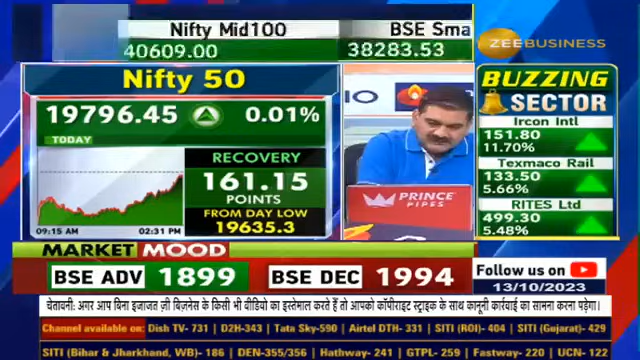 Nifty Mid100
BSE Sma
40609.00
38283.53
ZEEBUSINESS
Nifty 50
19796.45
0.01%
TODAY
RECOVERY
161.15
POINTS
FROM DAY LOW
19635.3
09:15 AM
02:31 PM
PRINCE
PIPES
BUZZING
SECTOR
Ircon Intl
151.80
11.70%
Texmaco Rail
133.50
5.66%
RITES Ltd
499.30
5.48%
MARKET MOOD
BSE ADV 1899
BSE DEC 1994
Follow us on
13/10/2023
चेतावनी: अगर आप बिना इजाजत ज़ी बिज़नेस के किसी भी वीडियो का इस्तेमाल करते हैं तो आपको कॉपीराइट स्ट्राइक के साथ कानूनी कार्रवाई का सामना करना पड़ेगा।
Channel available on: Dish TV- 731 | D2H-343 | Tata Sky-590 | Airtel DTH- 331 | SITI (ROI) - 404 | SITI (Gujarat) - 429
SITI (Bihar & Jharkhand, WB)- 186 | DEN-355/356 | Hathway- 241 | GTPL- 259 | Fastway- 220 | UCN- 122